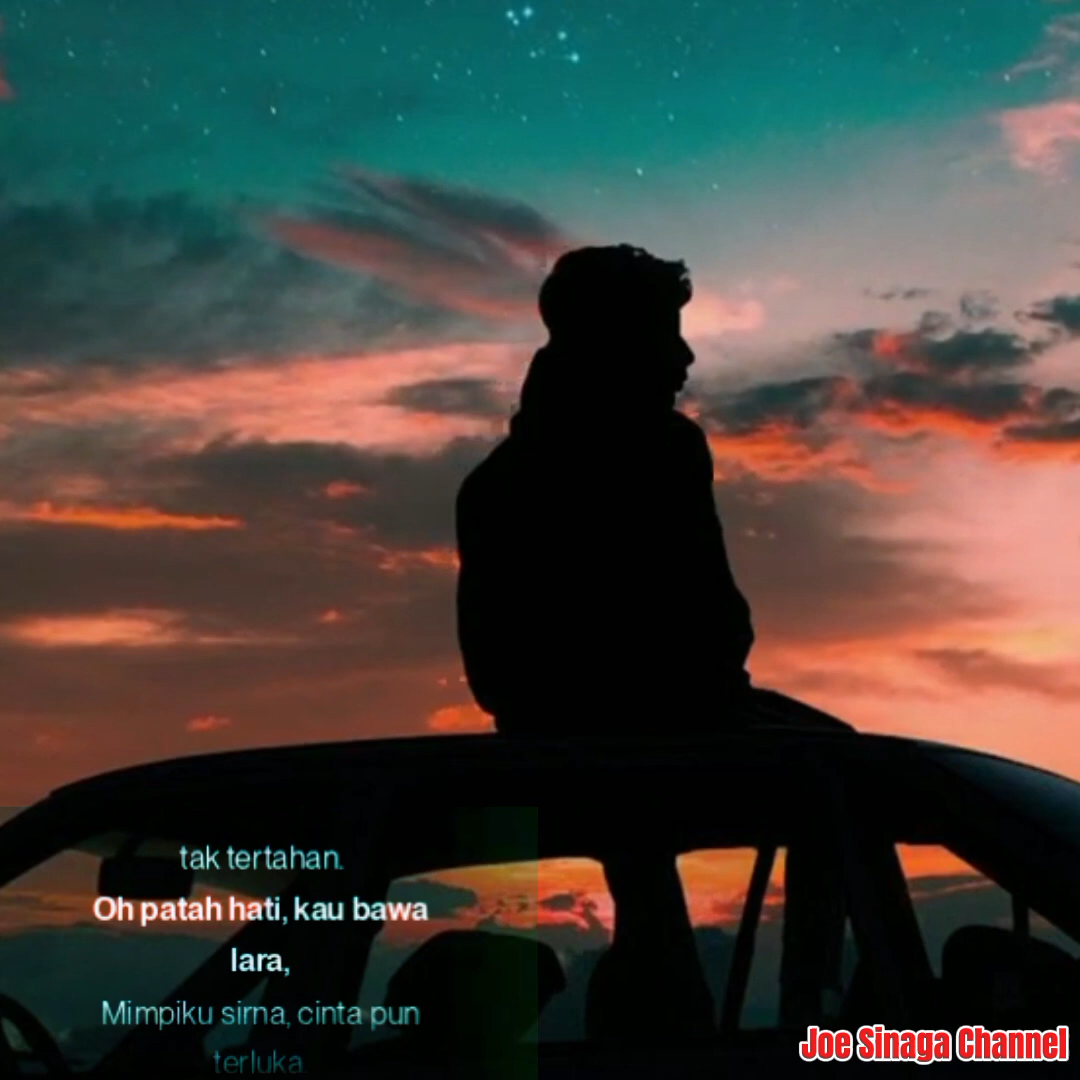 tak tertahan.
Oh patah hati, kau bawa
lara,
Mimpiku sirna, cinta pun
terluka.
Joe Sinaga Channel